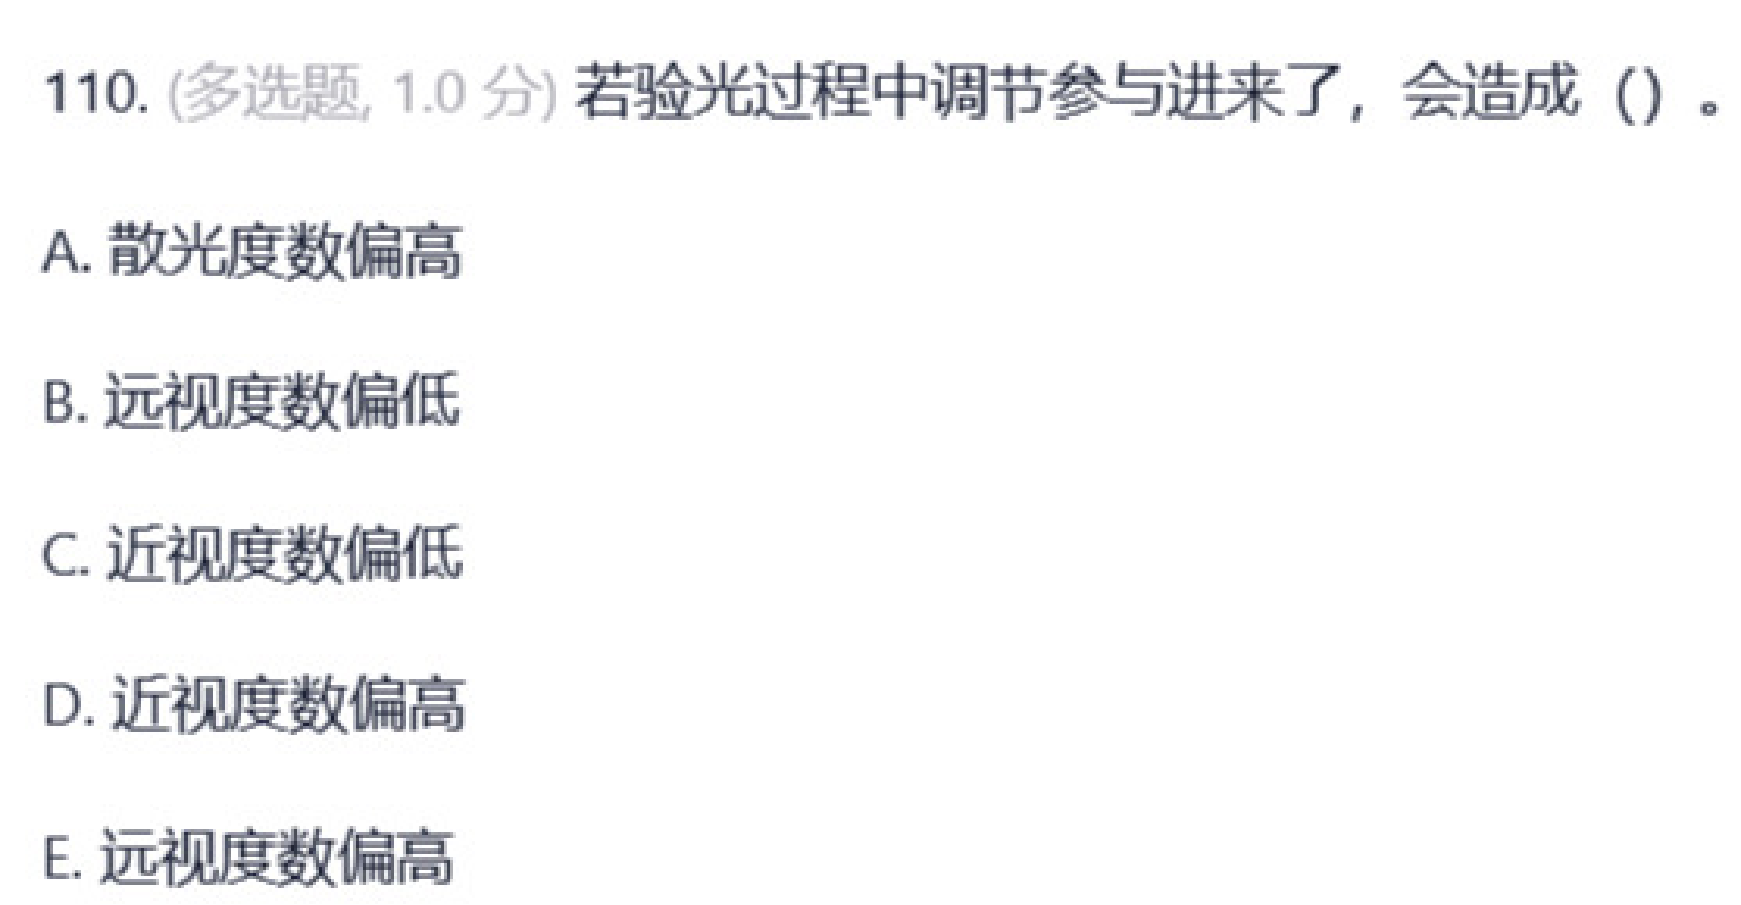 110. (多选题, 1.0 分) 若验光过程中调节参与进来了，会造成（）。
A. 散光度数偏高
B. 远视度数偏低
C. 近视度数偏低
D. 近视度数偏高
E. 远视度数偏高